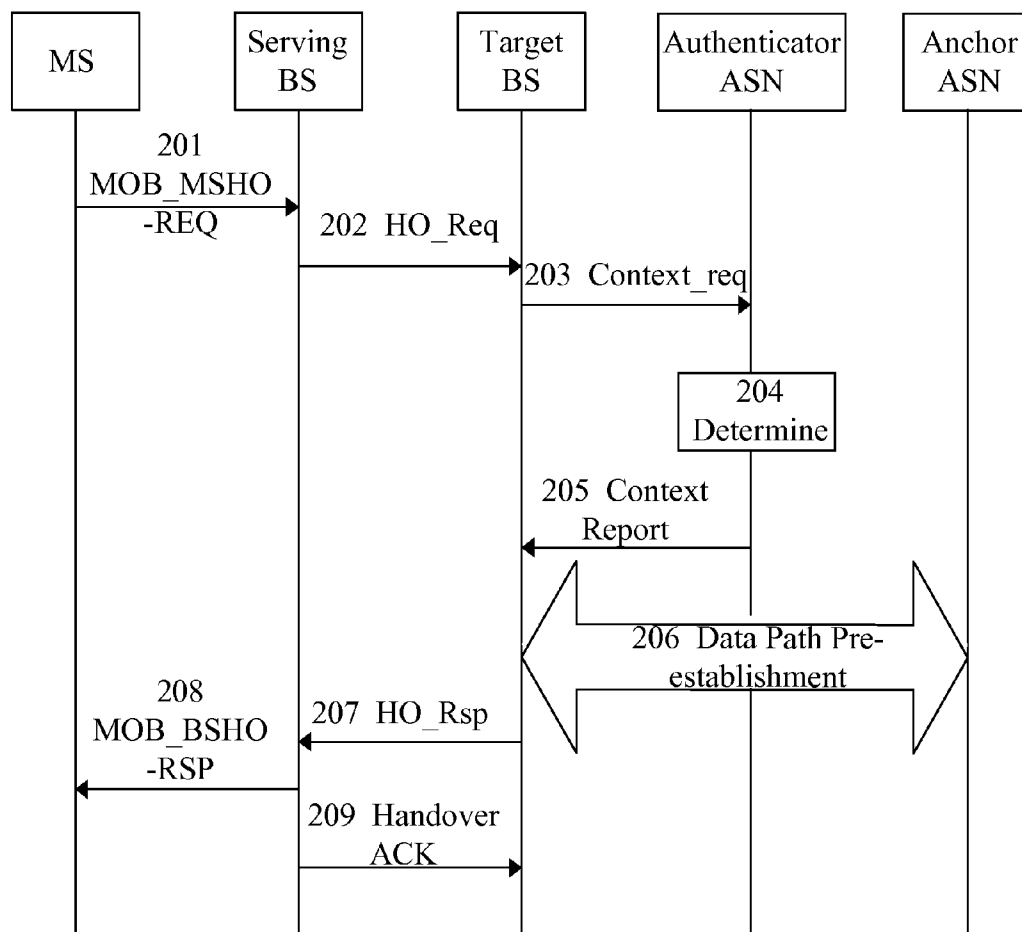 MS
Serving
BS
Target
BS
Authenticator
ASN
Anchor
ASN
201
MOB_MSHO
-REQ
202 HO_Req
203 Context_req
204
Determine
205 Context
Report
206 Data Path Pre-
establishment
207 HO_Rsp
208
MOB_BSHO
-RSP
209 Handover
ACK